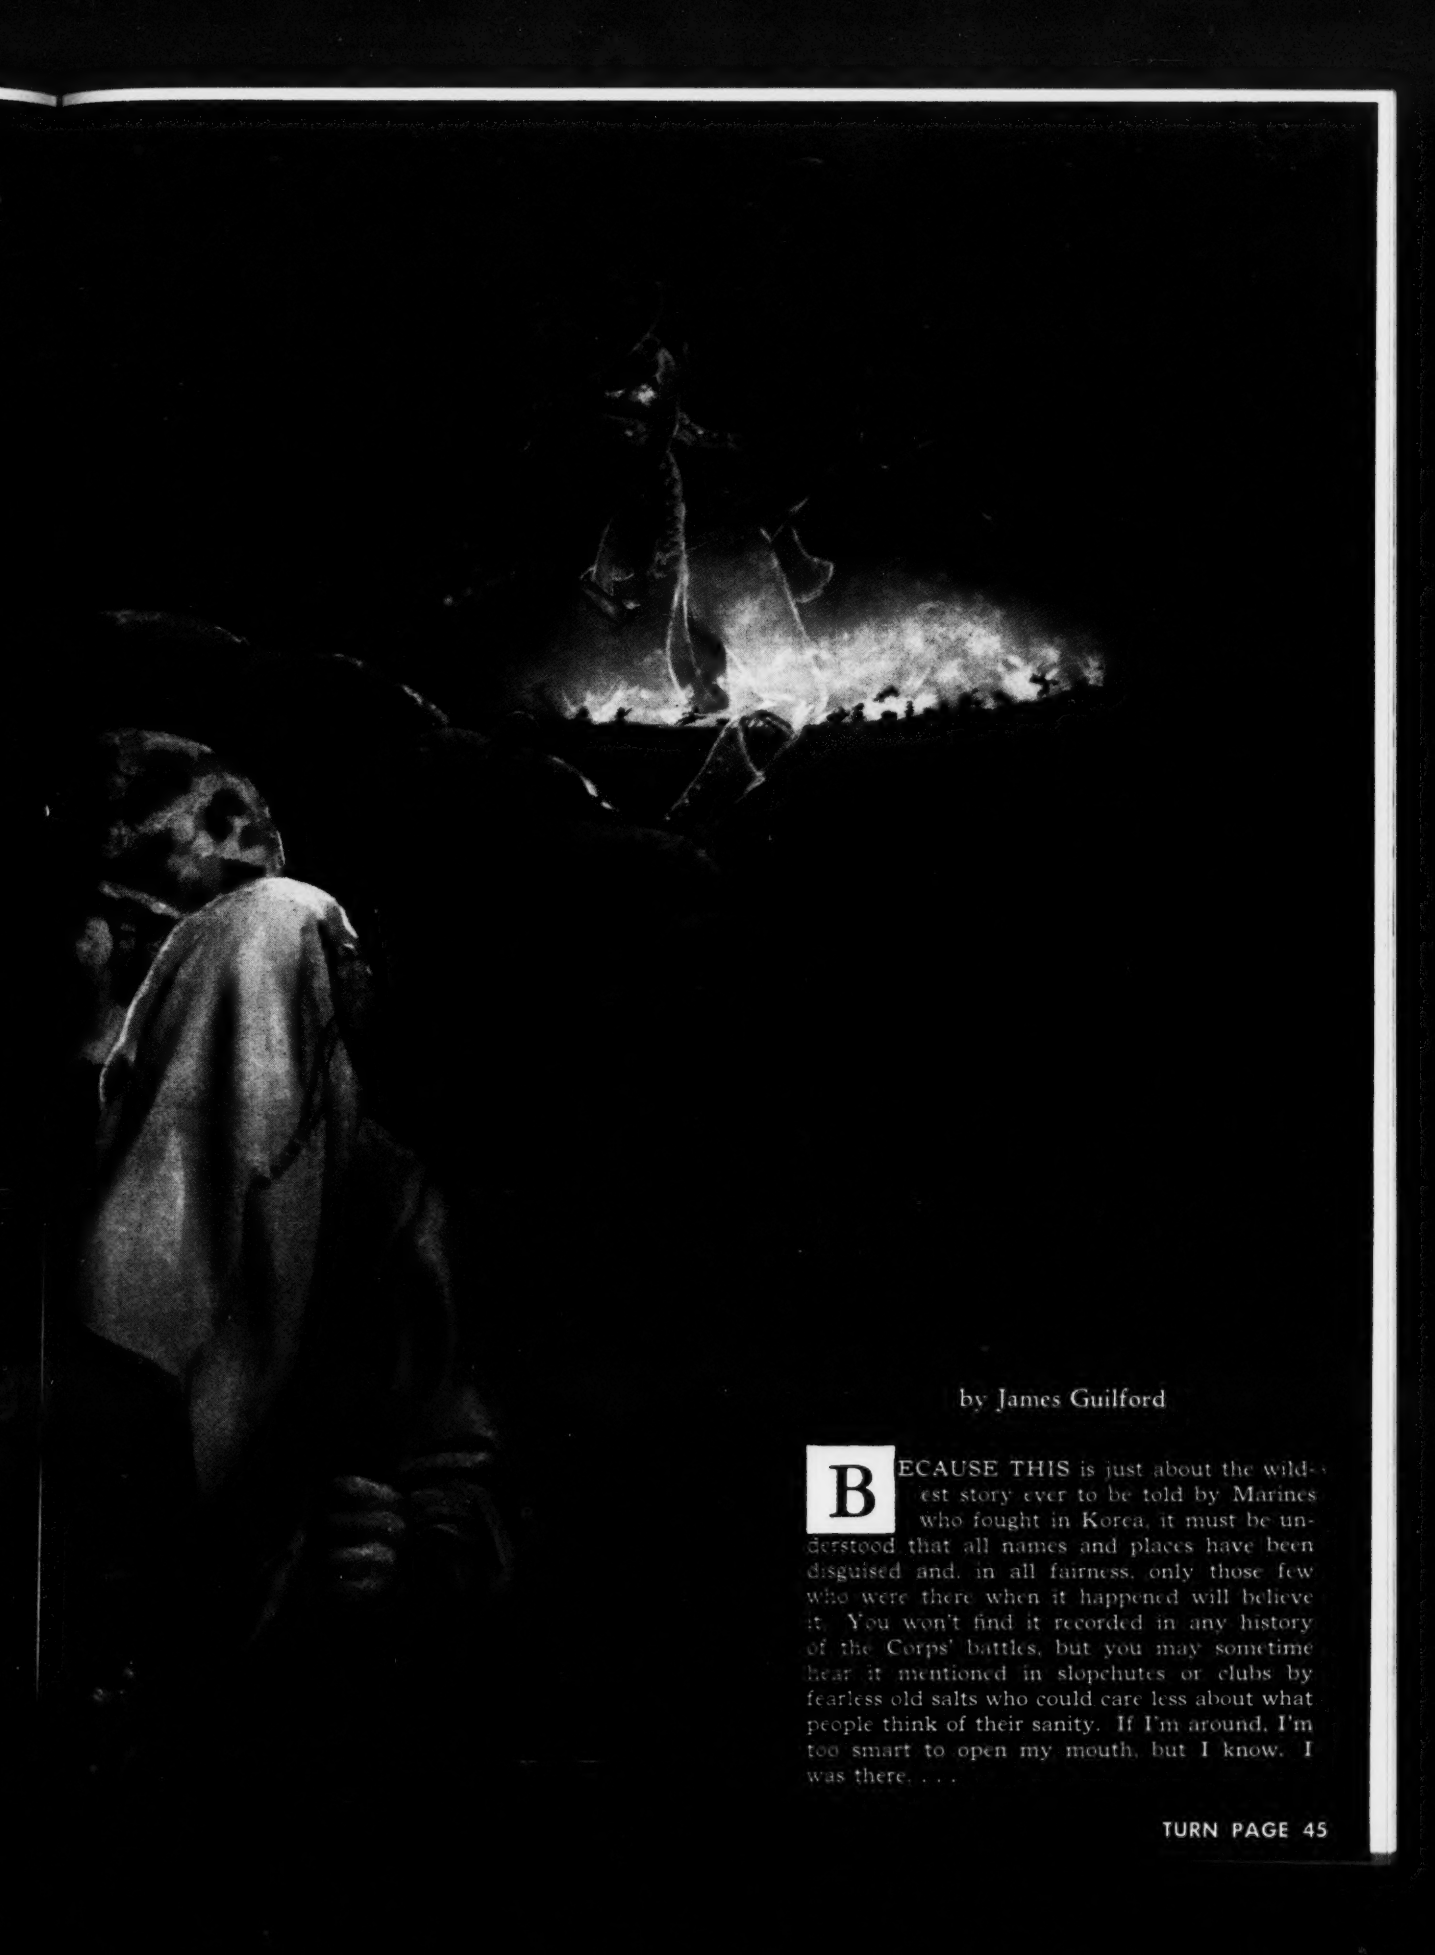 by James Guilford
BECAUSE THIS is just about the wild-
est story ever to be told by Marines
who fought in Korea, it must be un-
derstood that all names and places have been
disguised and, in all fairness, only those few
who were there when it happened will believe
it. You won't find it recorded in any history
of the Corps' battles, but you may sometime
hear it mentioned in slopchutes or clubs by
fearless old salts who could care less about what
people think of their sanity. If I'm around, I'm
too smart to open my mouth, but I know. I
was there. . . .
TURN PAGE 45